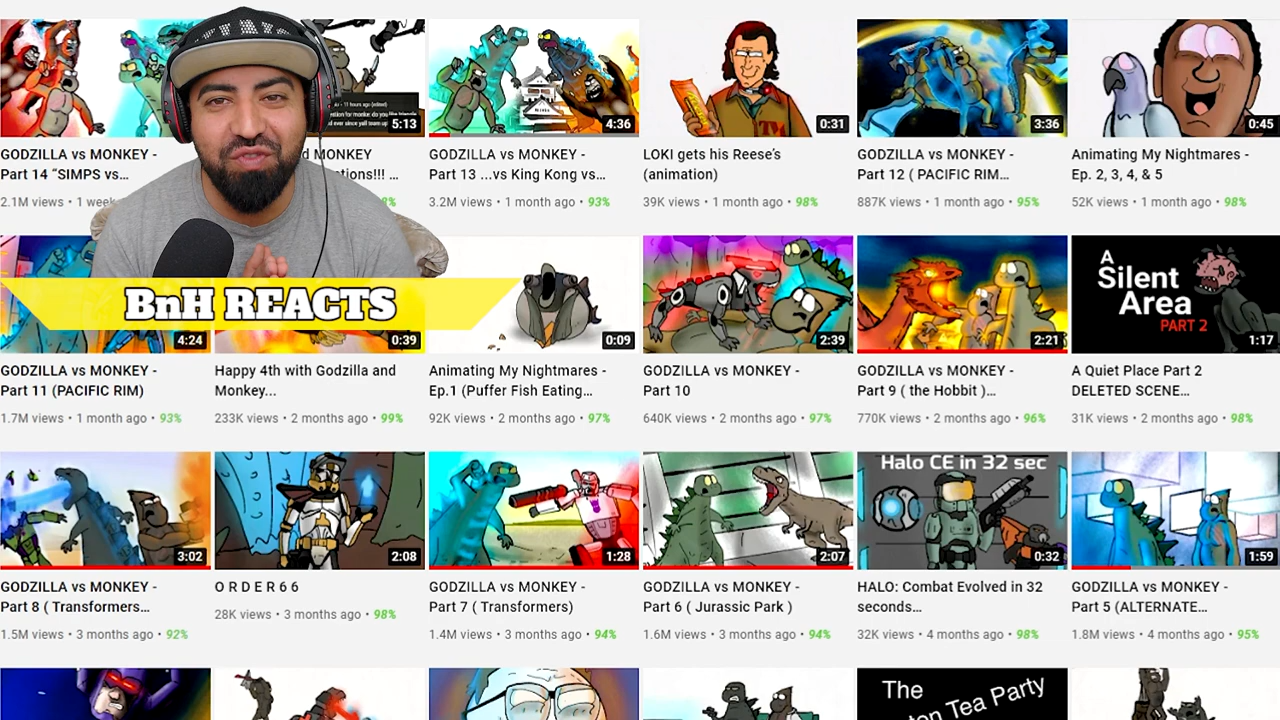 5:13
4:36
0:31
3:36
0:45
GODZILLA vs MONKEY -
Part 14 "SIMPS vs...
2.1M views • 1 week
MONKEY
...
GODZILLA vs MONKEY -
Part 13 ...vs King Kong vs...
3.2M views • 1 month ago • 93%
LOKI gets his Reese's
(animation)
39K views • 1 month ago • 98%
GODZILLA vs MONKEY -
Part 12 ( PACIFIC RIM...
887K views • 1 month ago • 95%
Animating My Nightmares -
Ep. 2, 3, 4, & 5
52K views • 1 month ago • 98%
BnH REACTS
4:24
0:39
0:09
2:39
2:21
A
Silent
Area
PART 2
1:17
GODZILLA vs MONKEY -
Part 11 (PACIFIC RIM)
1.7M views • 1 month ago • 93%
Happy 4th with Godzilla and
Monkey...
233K views • 2 months ago • 99%
Animating My Nightmares -
Ep.1 (Puffer Fish Eating...
92K views • 2 months ago • 97%
GODZILLA vs MONKEY -
Part 10
640K views • 2 months ago • 97%
GODZILLA vs MONKEY -
Part 9 ( the Hobbit )...
770K views • 2 months ago • 96%
A Quiet Place Part 2
DELETED SCENE...
31K views • 2 months ago • 98%
3:02
2:08
1:28
2:07
Halo CE in 32 sec
0:32
1:59
GODZILLA vs MONKEY -
Part 8 ( Transformers...
1.5M views • 3 months ago • 92%
O R D E R 6 6
28K views • 3 months ago • 98%
GODZILLA vs MONKEY -
Part 7 ( Transformers)
1.4M views • 3 months ago • 94%
GODZILLA vs MONKEY -
Part 6 ( Jurassic Park )
1.6M views • 3 months ago • 94%
HALO: Combat Evolved in 32
seconds...
32K views • 4 months ago • 98%
GODZILLA vs MONKEY -
Part 5 (ALTERNATE...
1.8M views • 4 months ago • 95%
The
Tea Party